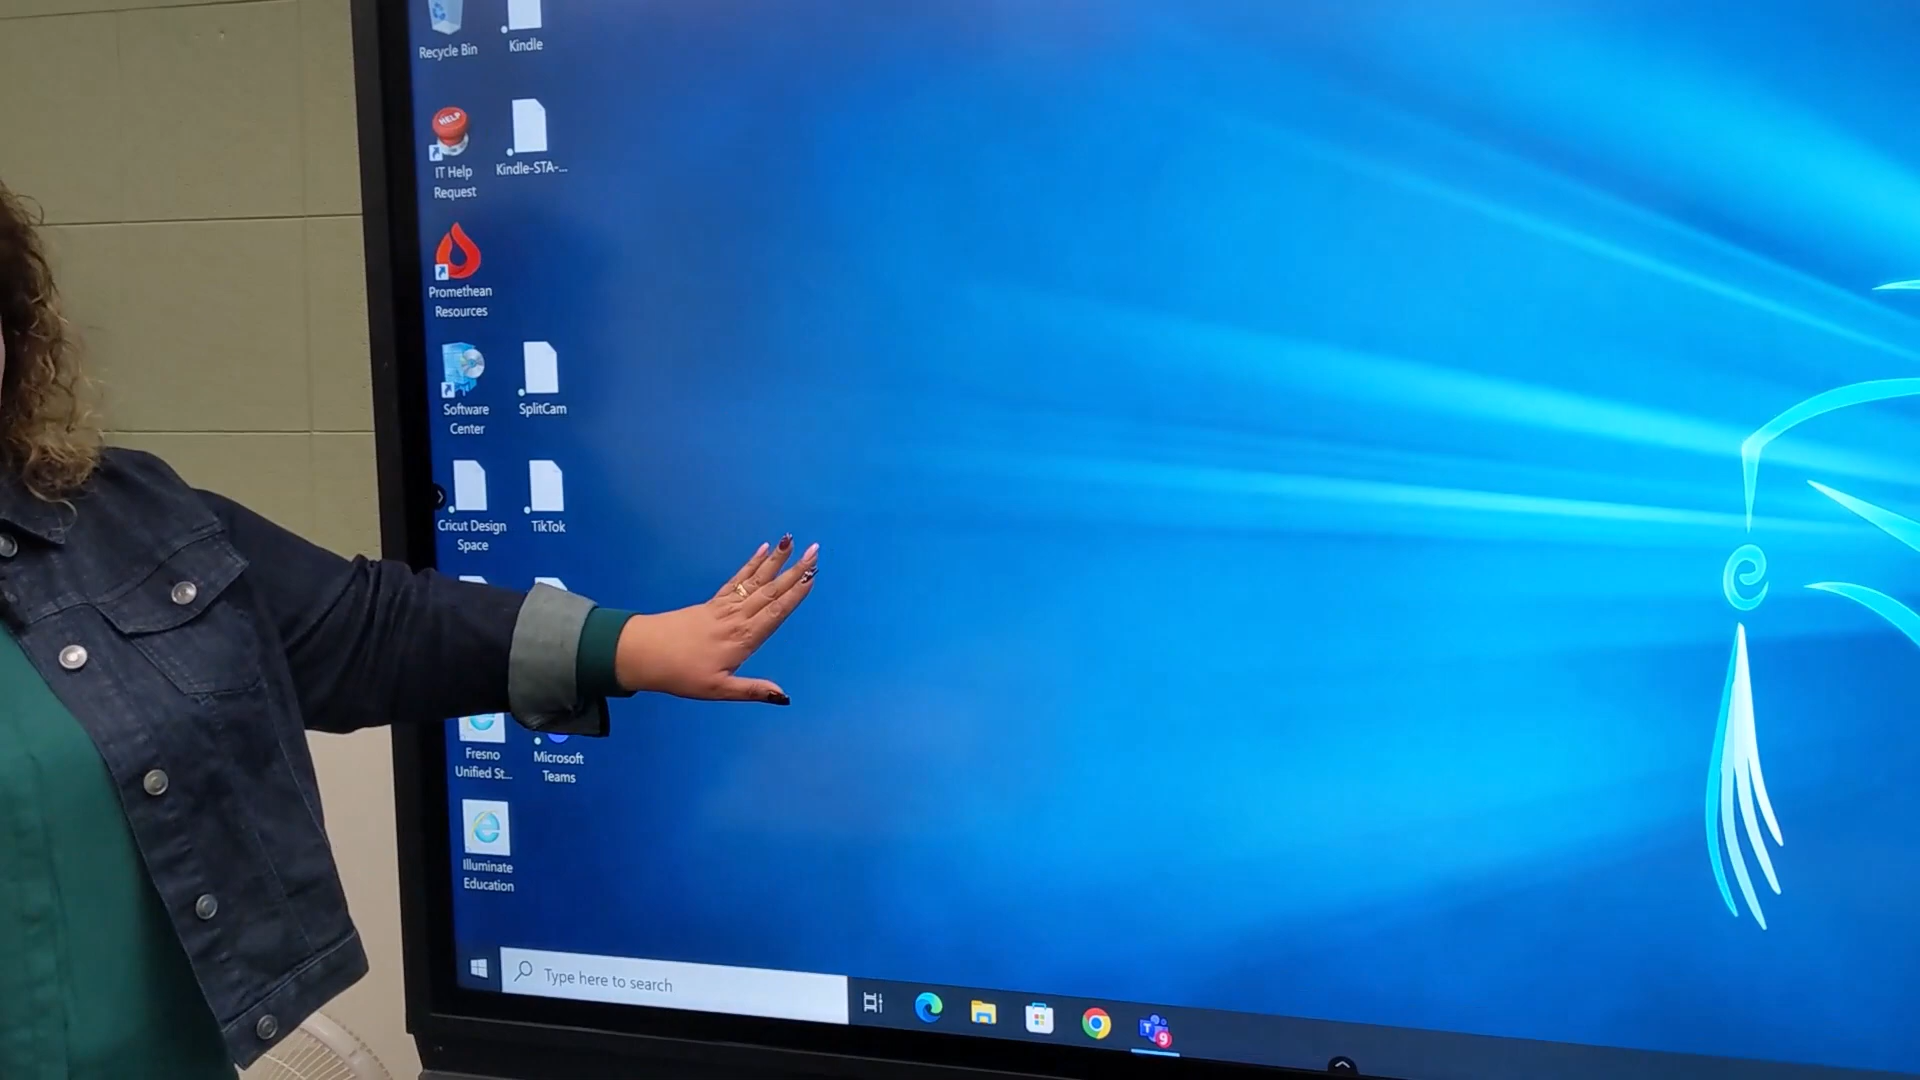 Recycle Bin
Kindle
HELP
IT Help
Request
Kindle-STA-...
Promethean
Resources
Software
Center
SplitCam
Cricut Design
Space
TikTok
Fresno
Unified St...
Microsoft
Teams
Illuminate
Education
Type here to search
T
9